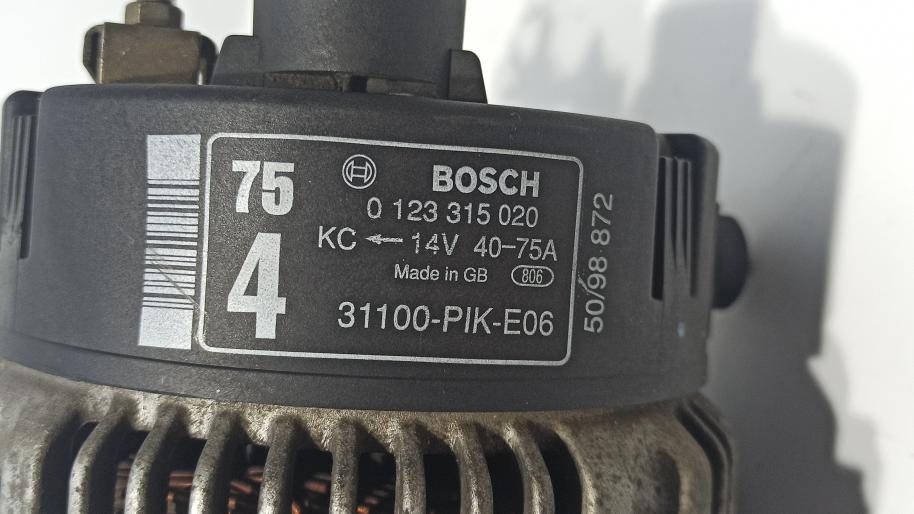 75
4
BOSCH
0 123 315 020
KC ← 14V 40-75A
Made in GB 806
31100-PIK-E06
50/98 872